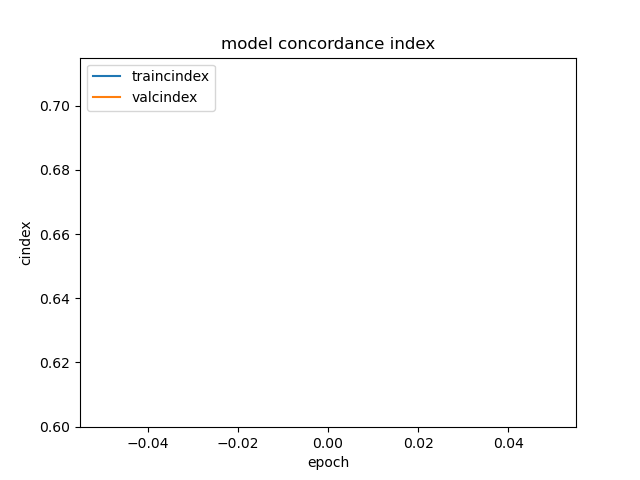 model concordance index
traincindex
valcindex
0.70
0.68
0.66
0.64
0.62
0.60
cindex
−0.04
−0.02
0.00
0.02
0.04
epoch